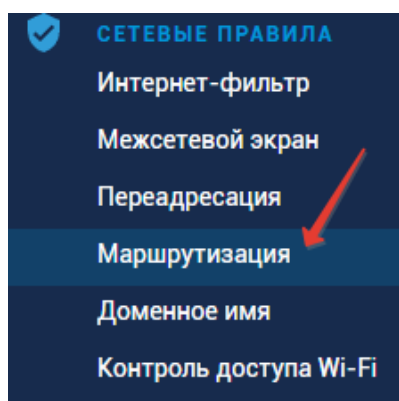 СЕТЕВЫЕ ПРАВИЛА
Интернет-фильтр
Межсетевой экран
Переадресация
Маршрутизация
Доменное имя
Контроль доступа Wi-Fi